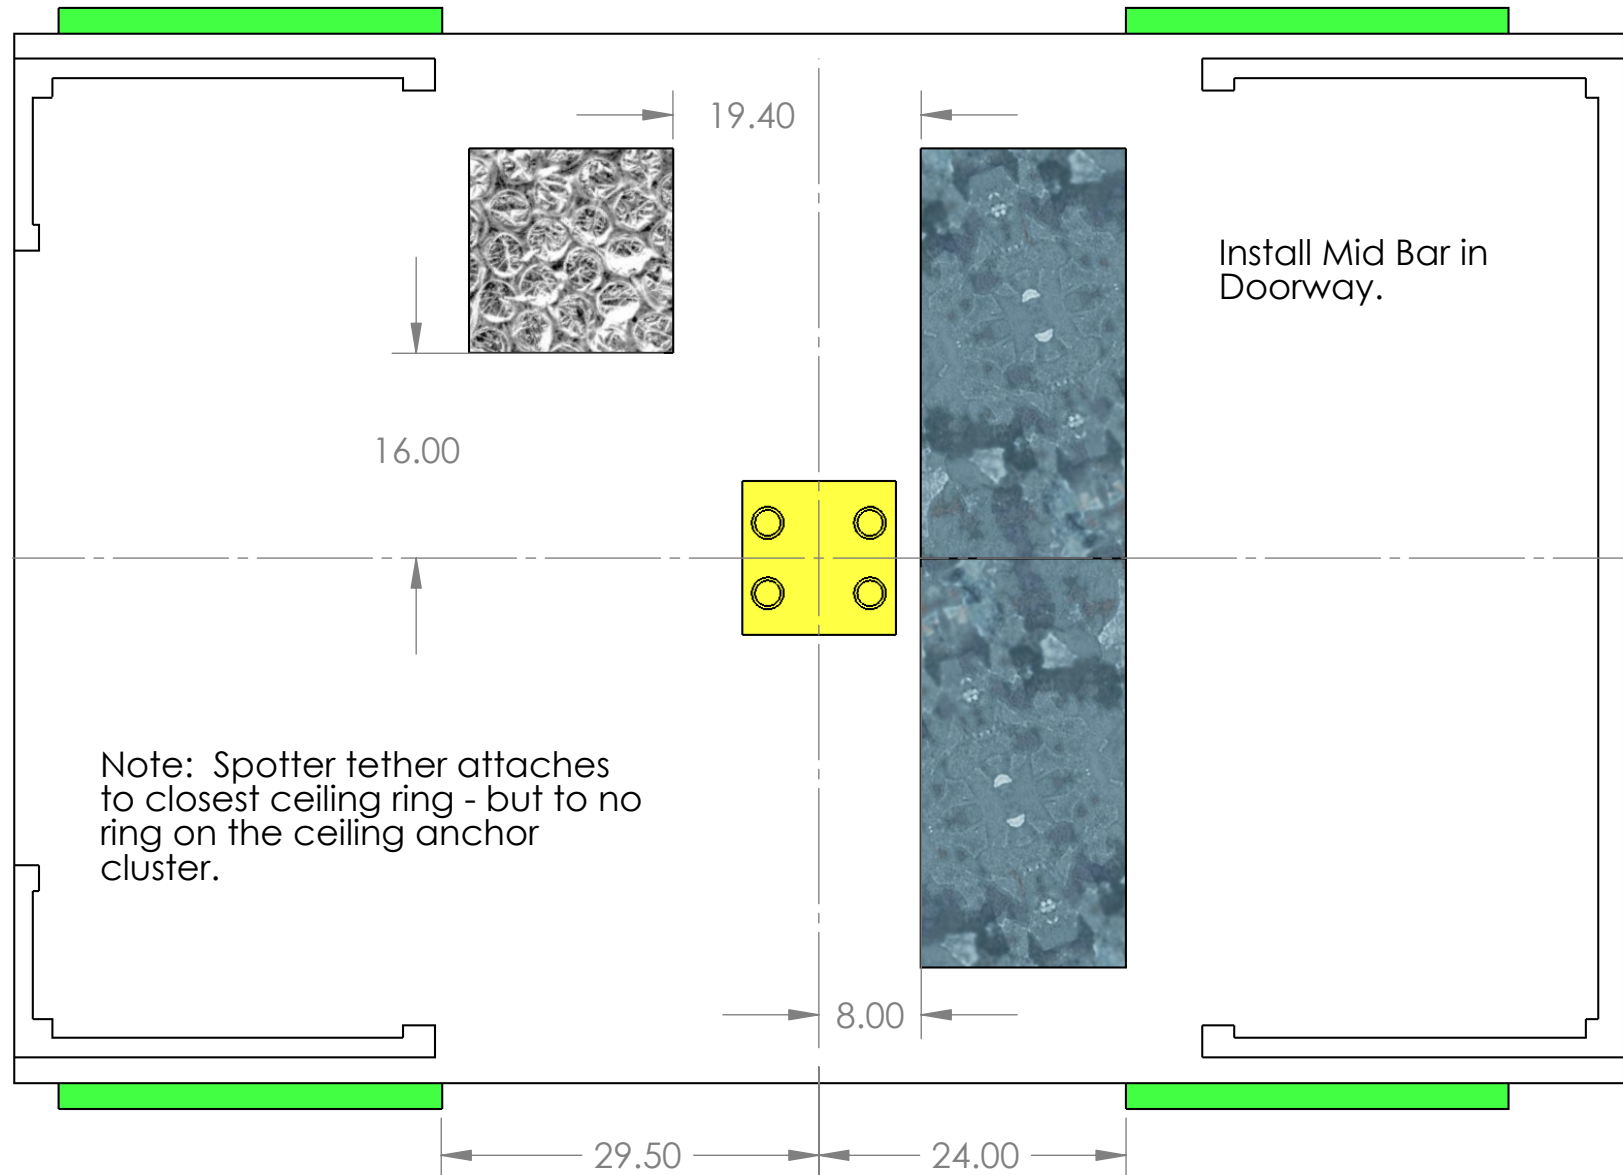 19.40
Install Mid Bar in
Doorway.
16.00
Note:  Spotter tether attaches
to closest ceiling ring - but to no
ring on the ceiling anchor
cluster.
8.00
29.50
24.00